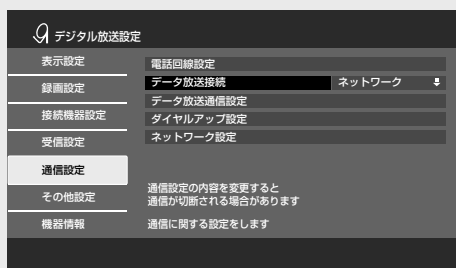 デジタル放送設定
表示設定
録画設定
接続機器設定
受信設定
通信設定
その他設定
機器情報
電話回線設定
データ放送接続 ネットワーク
データ放送通信設定
ダイヤルアップ設定
ネットワーク設定
通信設定の内容を変更すると
通信が切断される場合があります
通信に関する設定をします